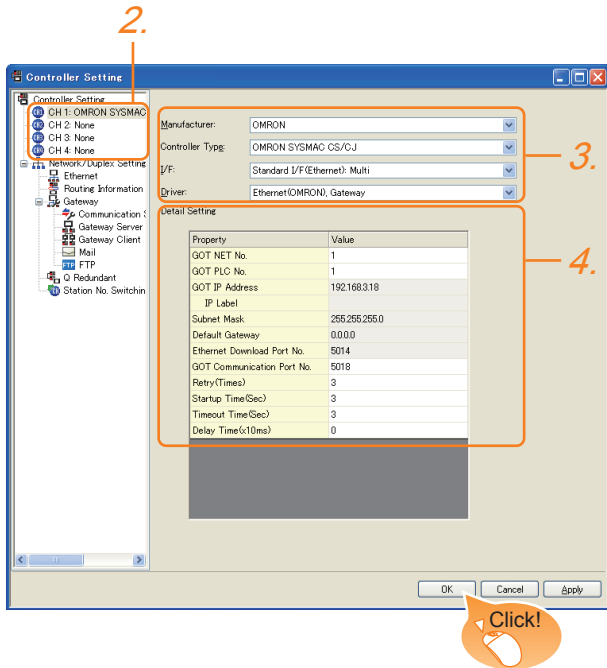 2.
Controller Setting
Controller Setting
CH 1: OMRON SYSMAC
CH 2: None
CH 3: None
CH 4: None
Network/Duplex Setting
Ethernet
Routing Information
Gateway
Communication S
Gateway Server
Gateway Client
Mail
FTP FTP
Q Redundant
Station No. Switchin
Manufacturer: OMRON
Controller Type: OMRON SYSMAC CS/CJ
I/F: Standard I/F(Ethernet): Multi
Driver: Ethernet(OMRON), Gateway
3.
Detail Setting
4.
Property Value
GOT NET No. 1
GOT PLC No. 1
GOT IP Address 192.168.3.18
IP Label
Subnet Mask 255.255.255.0
Default Gateway 0.0.0.0
Ethernet Download Port No. 5014
GOT Communication Port No. 5018
Retry(Times) 3
Startup Time(Sec) 3
Timeout Time(Sec) 3
Delay Time(x10ms) 0
OK Cancel Apply
Click!